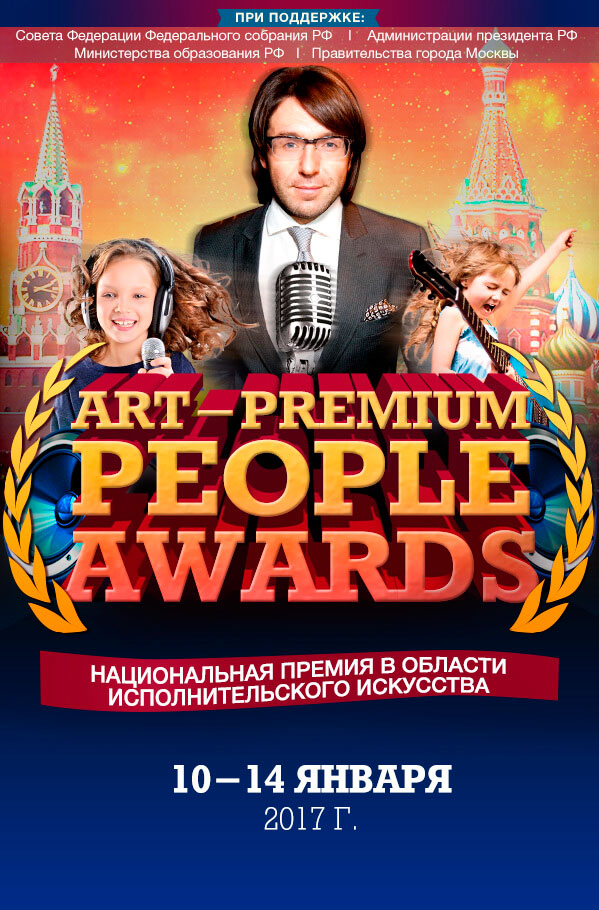 ПРИ ПОДДЕРЖКЕ:
Совета Федерации Федерального собрания РФ I Администрации президента РФ
Министерства образования РФ I Правительства города Москвы
ART – PREMIUM
PEOPLE
AWARDS
НАЦИОНАЛЬНАЯ ПРЕМИЯ В ОБЛАСТИ
ИСПОЛНИТЕЛЬСКОГО ИСКУССТВА
10 – 14 ЯНВАРЯ
2017 Г.